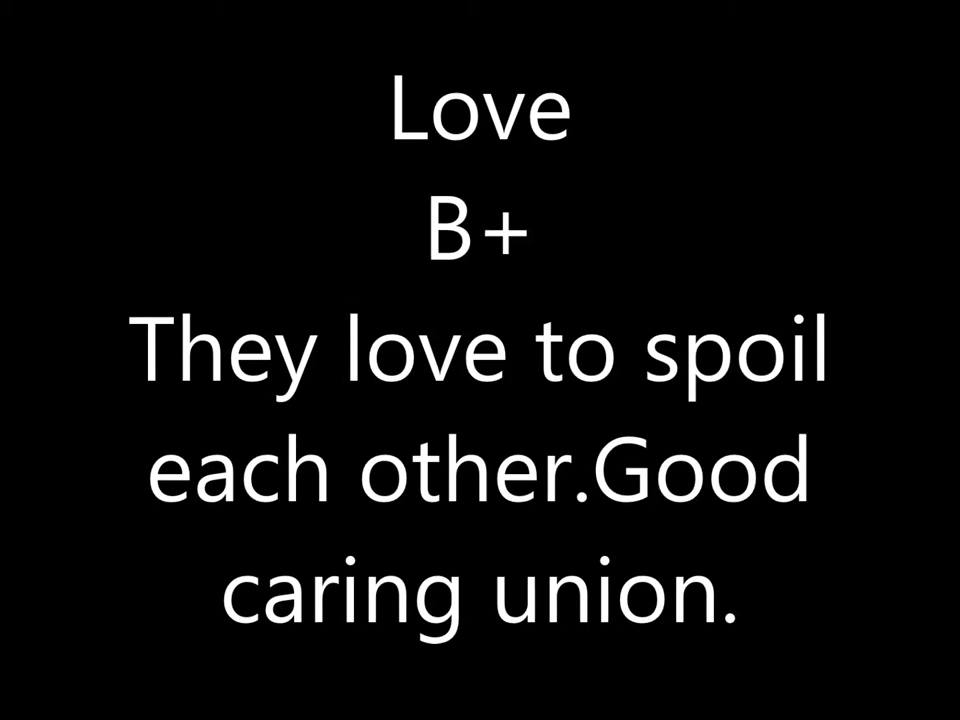 Love
B+
They love to spoil
each other.Good
caring union.